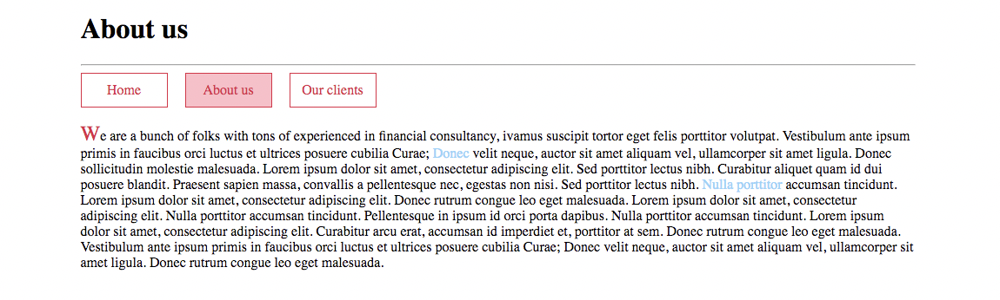 About us
Home About us Our clients
We are a bunch of folks with tons of experienced in financial consultancy, ivamus suscipit tortor eget felis porttitor volutpat. Vestibulum ante ipsum
primis in faucibus orci luctus et ultrices posuere cubilia Curae; Donec velit neque, auctor sit amet aliquam vel, ullamcorper sit amet ligula. Donec
sollicitudin molestie malesuada. Lorem ipsum dolor sit amet, consectetur adipiscing elit. Sed porttitor lectus nibh. Curabitur aliquet quam id dui
posuere blandit. Praesent sapien massa, convallis a pellentesque nec, egestas non nisi. Sed porttitor lectus nibh. Nulla porttitor accumsan tincidunt.
Lorem ipsum dolor sit amet, consectetur adipiscing elit. Donec rutrum congue leo eget malesuada. Lorem ipsum dolor sit amet, consectetur
adipiscing elit. Nulla porttitor accumsan tincidunt. Pellentesque in ipsum id orci porta dapibus. Nulla porttitor accumsan tincidunt. Lorem ipsum
dolor sit amet, consectetur adipiscing elit. Curabitur arcu erat, accumsan id imperdiet et, porttitor at sem. Donec rutrum congue leo eget malesuada.
Vestibulum ante ipsum primis in faucibus orci luctus et ultrices posuere cubilia Curae; Donec velit neque, auctor sit amet aliquam vel, ullamcorper sit
amet ligula. Donec rutrum congue leo eget malesuada.